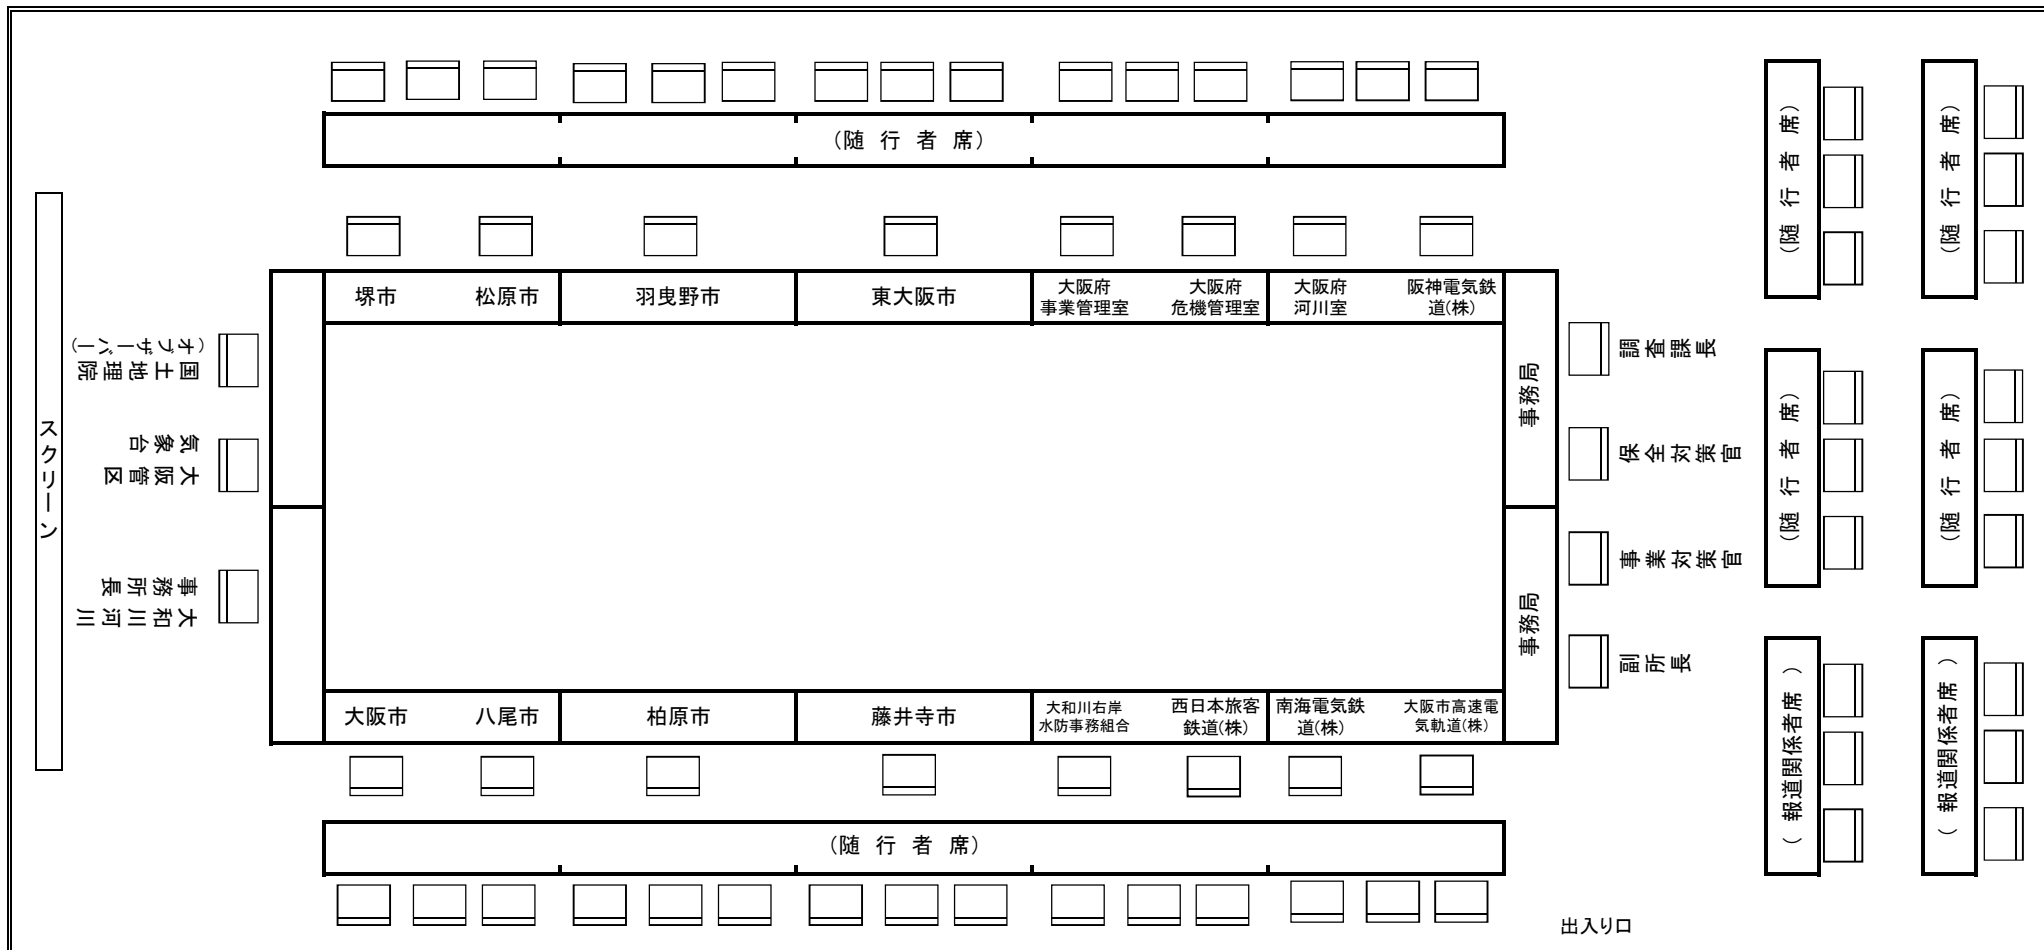 (随 行 者 席)
堺市
松原市
羽曳野市
東大阪市
大阪府
事業管理室
大阪府
危機管理室
大阪府
河川室
阪神電気鉄
道(株)
スクリーン
国土地理院
(オブザーバー)
大阪管区
気象台
大和川河川
事務所長
事務局
事務局
調査課長
保全対策官
事業対策官
副所長
大阪市
八尾市
柏原市
藤井寺市
大和川右岸
水防事務組合
西日本旅客
鉄道(株)
南海電気鉄
道(株)
大阪市高速電
気軌道(株)
(随 行 者 席)
(随 行 者 席)
(随 行 者 席)
(随 行 者 席)
(随 行 者 席)
( 報道関係者席 )
( 報道関係者席 )
出入り口